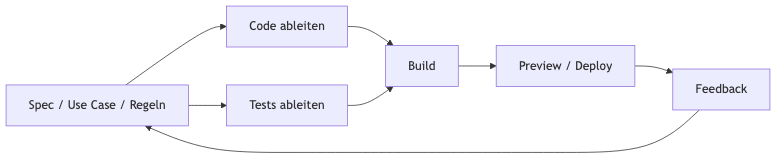 Code ableiten
Build
Preview / Deploy
Feedback
Spec / Use Case / Regeln
Tests ableiten